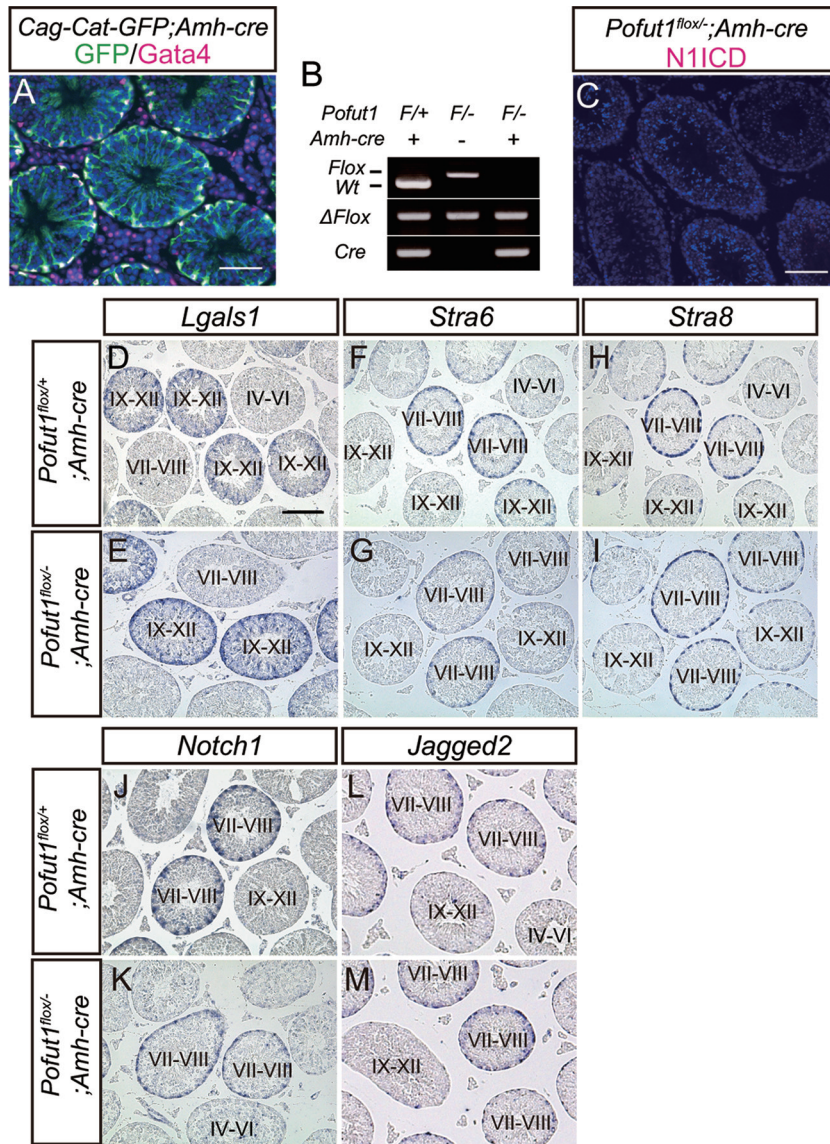 Cag-Cat-GFP;Amh-cre
GFP/Gata4
A
B
Pofut1 F/+ F/- F/-
Amh-cre + - +
Flox
Wt
ΔFlox
Cre
Pofut1flox/-;Amh-cre
N1ICD
C
Lgals1 Stra6 Stra8
Pofut1flox/+
;Amh-cre
D
IX-XII IX-XII IV-VI
VII-VIII IX-XII IX-XII
F
IV-VI
VII-VIII
VII-VIII
IX-XII
IX-XII IX-XII
H
IV-VI
VII-VIII
VII-VIII
IX-XII
IX-XII IX-XII
Pofut1flox/-
;Amh-cre
E
VII-VIII
IX-XII
IX-XII
G
VII-VIII
VII-VIII
IX-XII
IX-XII
VII-VIII
I
VII-VIII
VII-VIII
IX-XII
IX-XII
VII-VIII
Notch1 Jagged2
Pofut1flox/+
;Amh-cre
J
VII-VIII
VII-VIII IX-XII
L
VII-VIII
VII-VIII
IX-XII
IV-VI
Pofut1flox/-
;Amh-cre
K
VII-VIII VII-VIII
IV-VI
M
VII-VIII
VII-VIII
IX-XII
VII-VIII